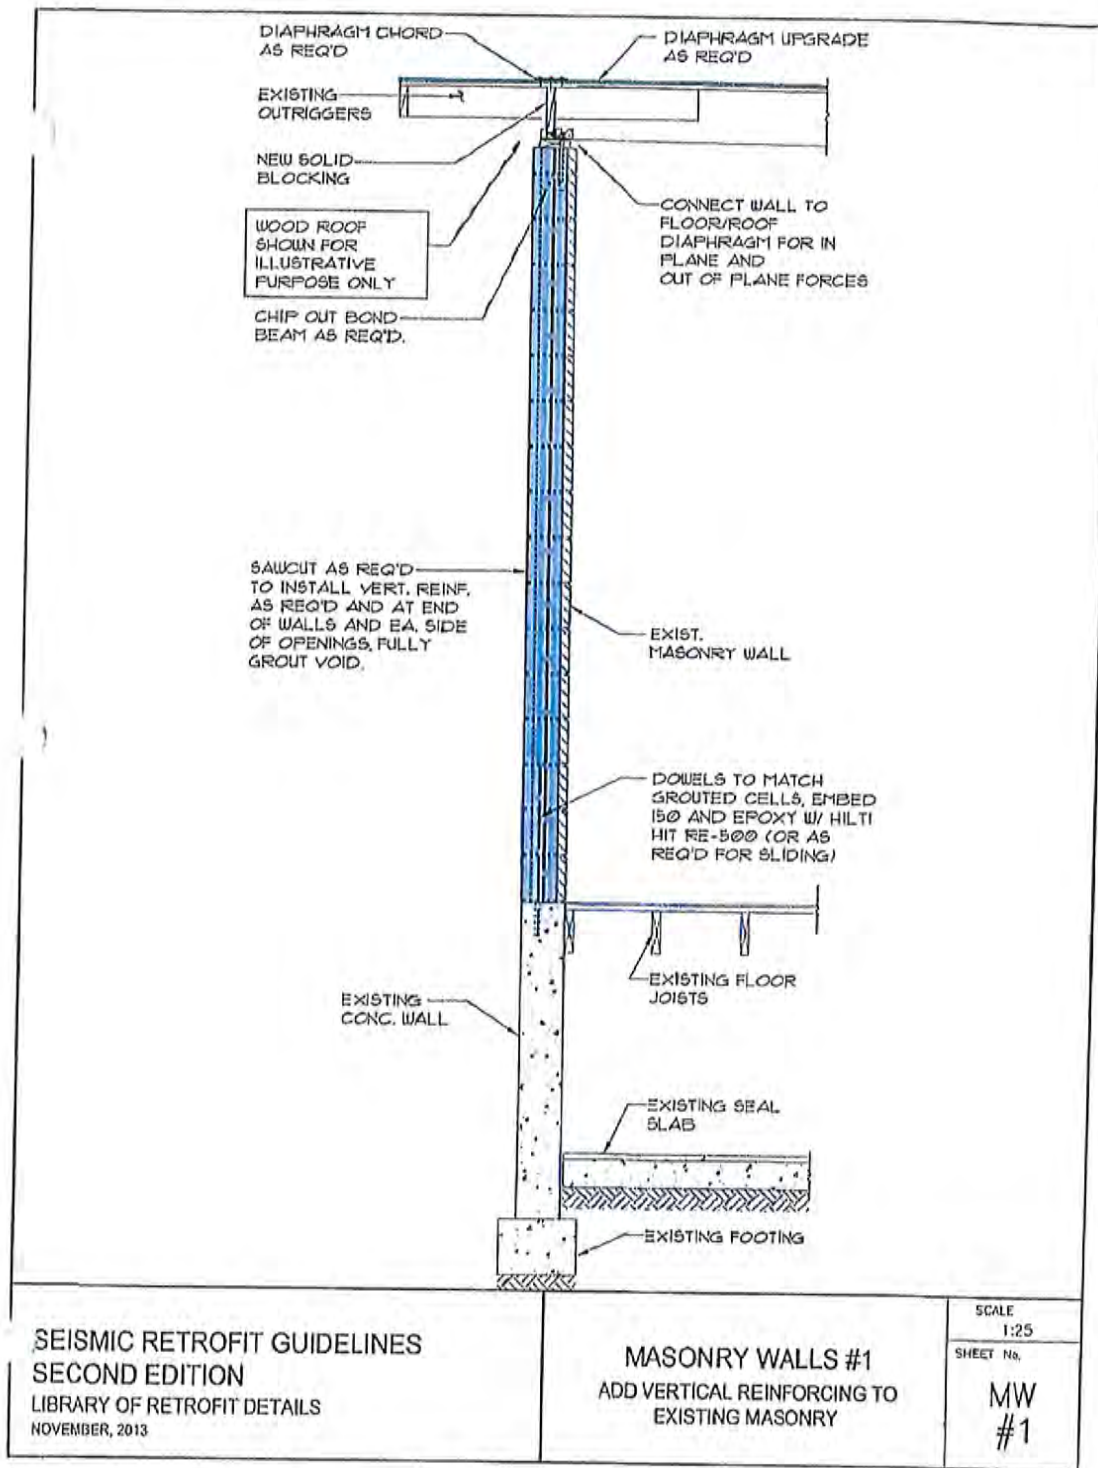 DIAPHRAGM CHORD
AS REQ'D
DIAPHRAGM UPGRADE
AS REQ'D
EXISTING
OUTRIGGERS
NEW SOLID
BLOCKING
WOOD ROOF
SHOWN FOR
ILLUSTRATIVE
PURPOSE ONLY
CONNECT WALL TO
FLOOR/ROOF
DIAPHRAGM FOR IN
PLANE AND
OUT OF PLANE FORCES
CHIP OUT BOND
BEAM AS REQ'D.
SAWCUT AS REQ'D
TO INSTALL VERT. REINF.
AS REQ'D AND AT END
OF WALLS AND EA. SIDE
OF OPENINGS, FULLY
GROUT VOID.
EXIST.
MASONRY WALL
DOWELS TO MATCH
GROUTED CELLS, EMBED
150 AND EPOXY W/ HILTI
HIT RE-500 (OR AS
REQ'D FOR SLIDING)
EXISTING FLOOR
JOISTS
EXISTING
CONC. WALL
EXISTING SEAL
SLAB
EXISTING FOOTING
SEISMIC RETROFIT GUIDELINES
SECOND EDITION
LIBRARY OF RETROFIT DETAILS
NOVEMBER, 2013
MASONRY WALLS #1
ADD VERTICAL REINFORCING TO
EXISTING MASONRY
SCALE
1:25
SHEET No.
MW
#1